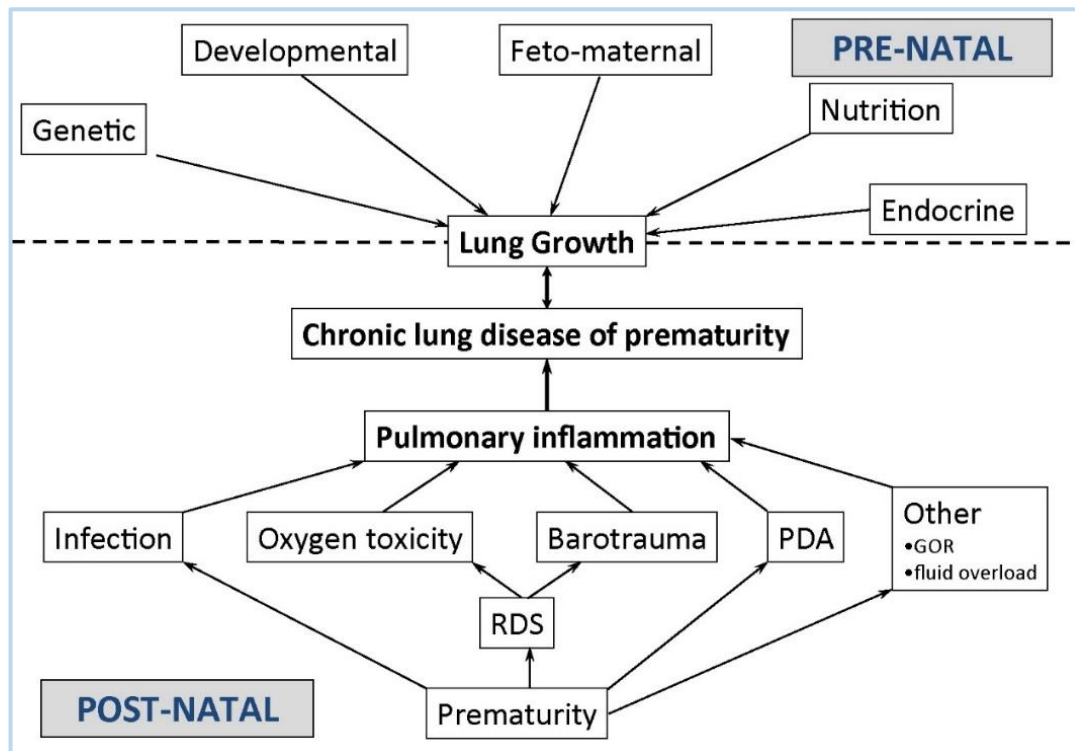 Developmental
Feto-maternal
PRE-NATAL
Genetic
Nutrition
Endocrine
Lung Growth
Chronic lung disease of prematurity
Pulmonary inflammation
Infection
Oxygen toxicity
Barotrauma
PDA
Other
•GOR
•fluid overload
RDS
POST-NATAL
Prematurity